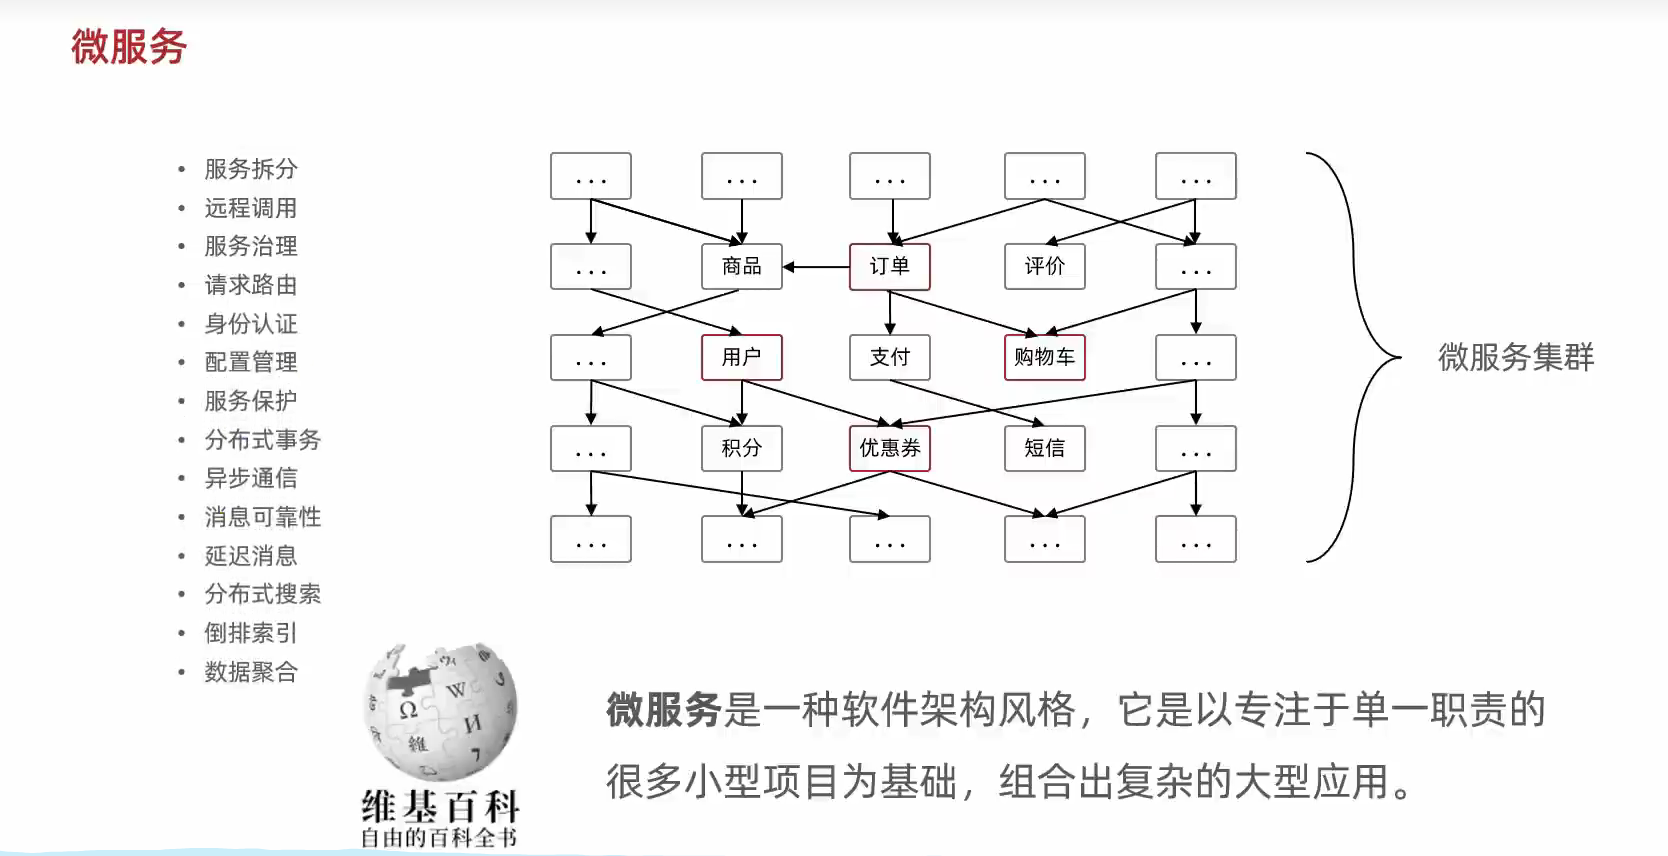 微服务
服务拆分
远程调用
服务治理
请求路由
身份认证
配置管理
服务保护
分布式事务
异步通信
消息可靠性
延迟消息
分布式搜索
倒排索引
数据聚合
... ... ... ... ...
... 商品 订单 评价 ...
... 用户 支付 购物车 ...
... 积分 优惠券 短信 ...
... ... ... ... ...
微服务集群
Ω W И 維
维基百科
自由的百科全书
微服务是一种软件架构风格，它是以专注于单一职责的
很多小型项目为基础，组合出复杂的大型应用。